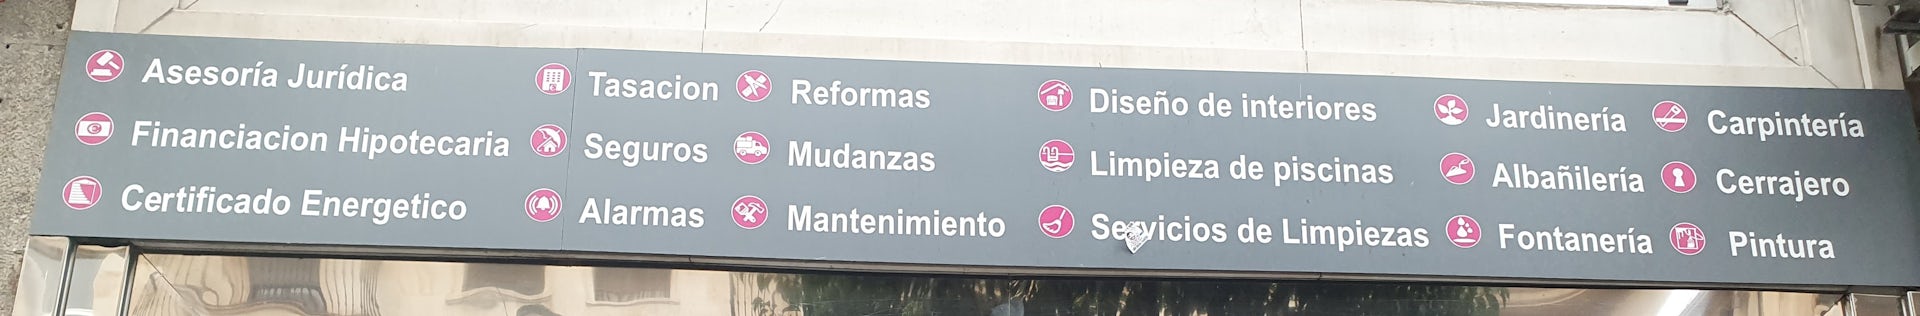 Asesoría Jurídica
Financiacion Hipotecaria
Certificado Energetico
Tasacion
Seguros
Alarmas
Reformas
Mudanzas
Mantenimiento
Diseño de interiores
Limpieza de piscinas
Servicios de Limpiezas
Jardinería
Albañilería
Fontanería
Carpintería
Cerrajero
Pintura